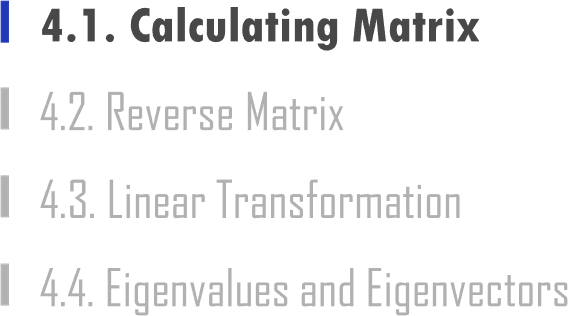 4.1. Calculating Matrix
4.2. Reverse Matrix
4.3. Linear Transformation
4.4. Eigenvalues and Eigenvectors